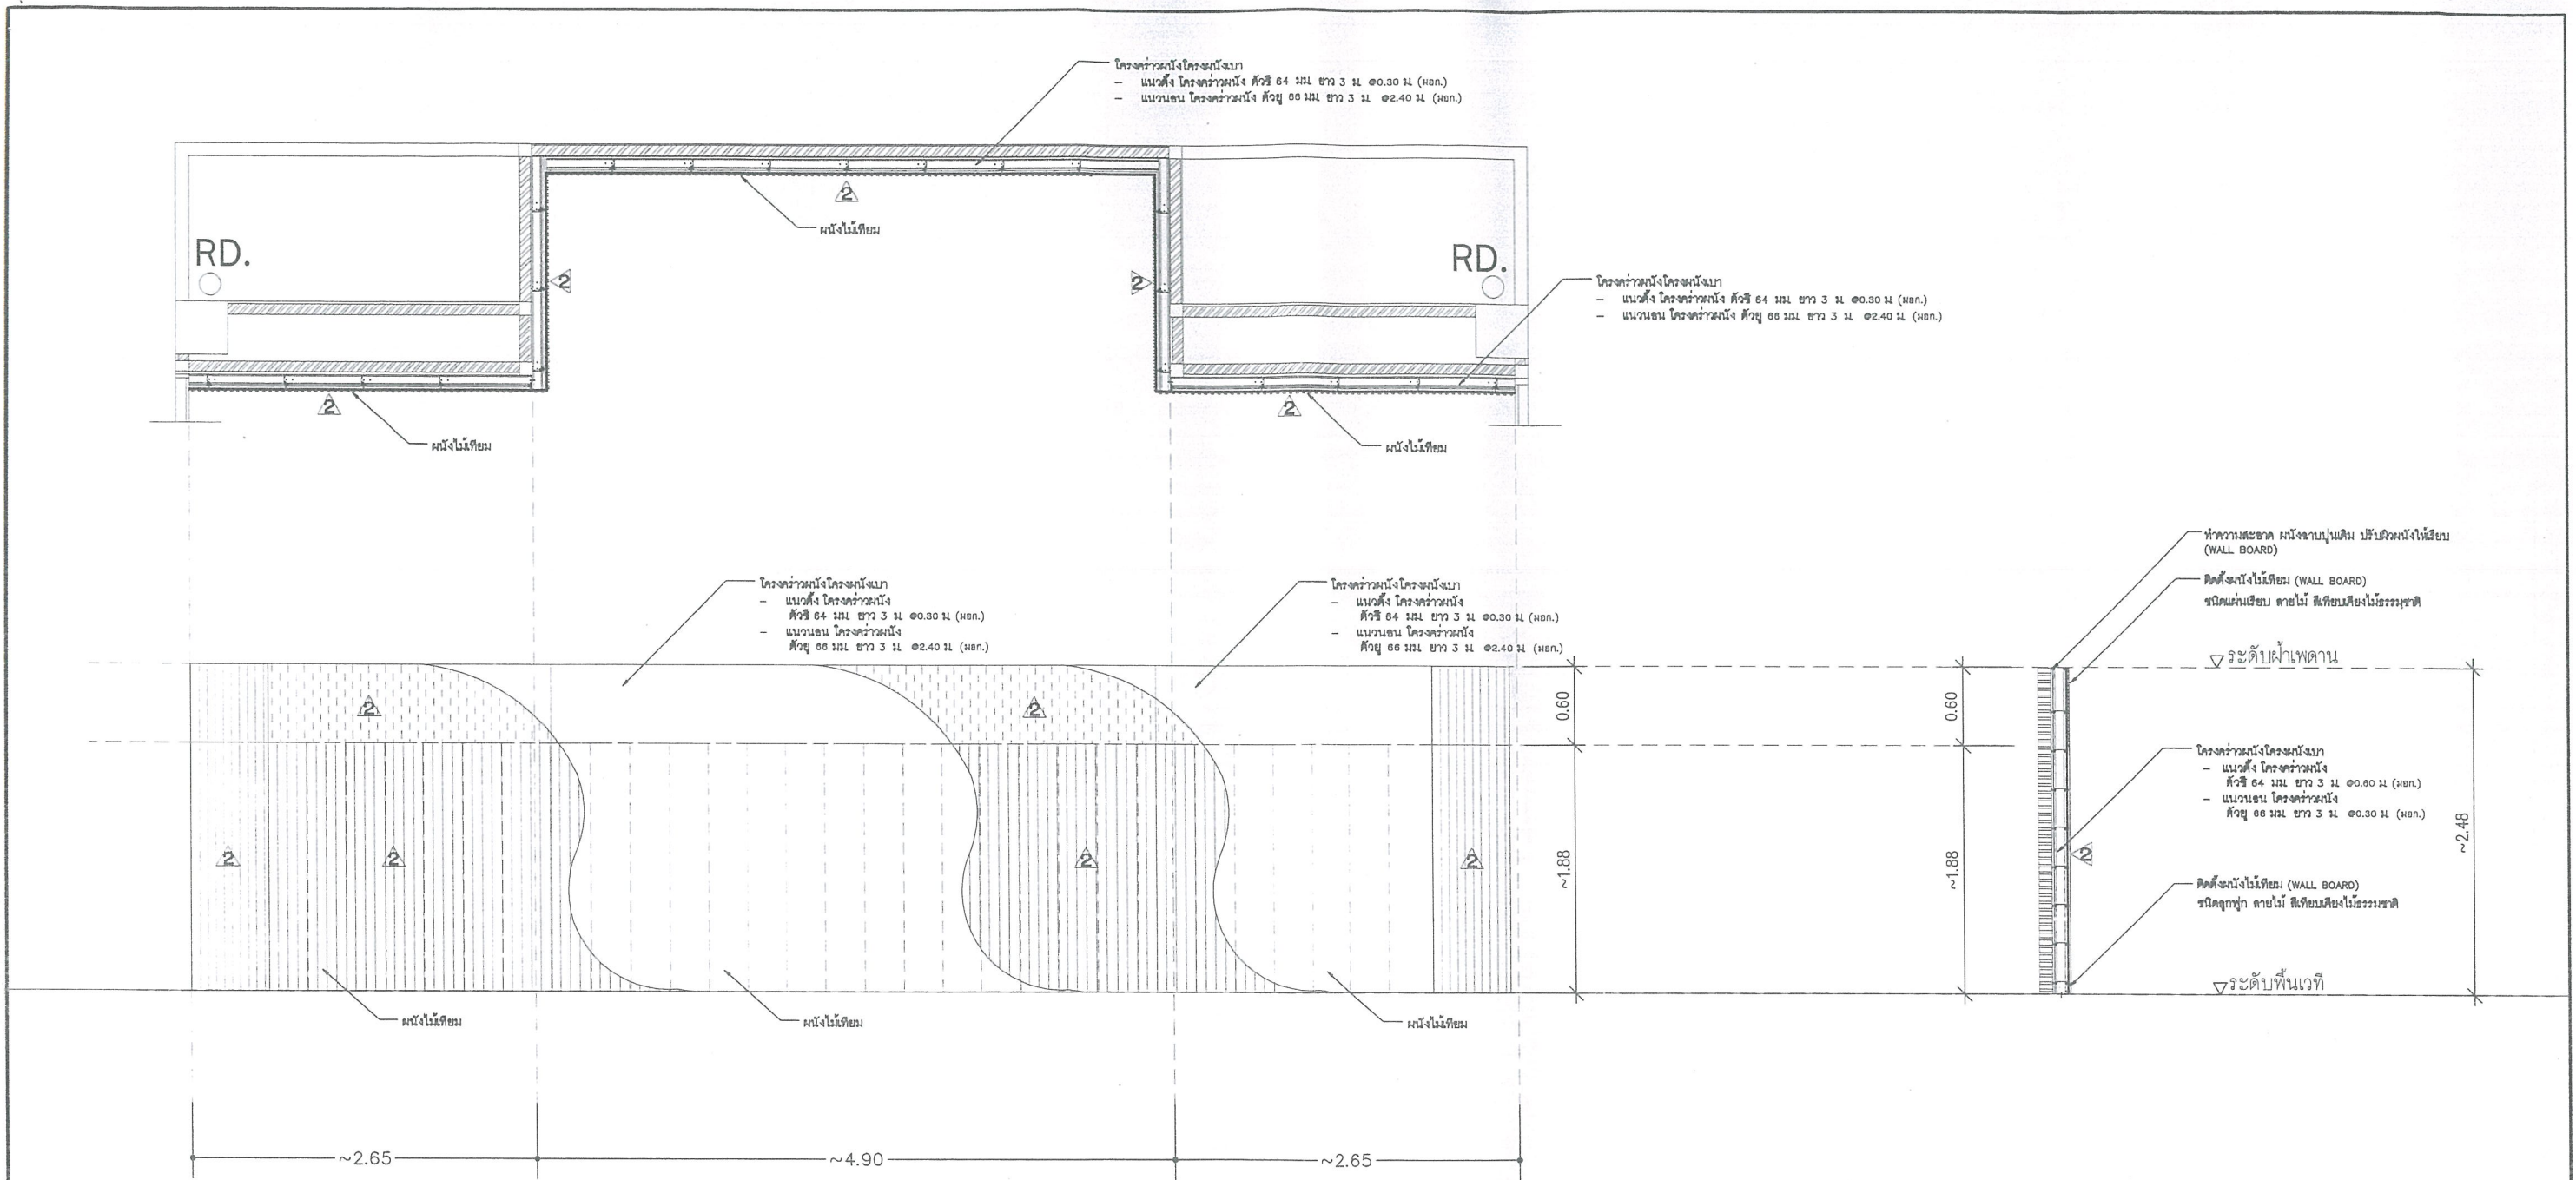 โครงคร่าวผนังโครงผนังเบา
– แนวตั้ง โครงคร่าวผนัง ตัวซี 64 มม. ยาว 3 ม. @0.30 ม. (มอก.)
– แนวนอน โครงคร่าวผนัง ตัวยู 66 มม. ยาว 3 ม. @2.40 ม. (มอก.)
2
ผนังไม้เทียม
RD.
2
2
RD.
โครงคร่าวผนังโครงผนังเบา
– แนวตั้ง โครงคร่าวผนัง ตัวซี 64 มม. ยาว 3 ม. @0.30 ม. (มอก.)
– แนวนอน โครงคร่าวผนัง ตัวยู 66 มม. ยาว 3 ม. @2.40 ม. (มอก.)
2
2
ผนังไม้เทียม
ผนังไม้เทียม
ทำความสะอาด ผนังฉาบปูนเดิม ปรับผิวผนังให้เรียบ
(WALL BOARD)
ติดตั้งผนังไม้เทียม (WALL BOARD)
ชนิดแผ่นเรียบ ลายไม้ สีเทียบเคียงไม้ธรรมชาติ
โครงคร่าวผนังโครงผนังเบา
– แนวตั้ง โครงคร่าวผนัง
ตัวซี 64 มม. ยาว 3 ม. @0.30 ม. (มอก.)
– แนวนอน โครงคร่าวผนัง
ตัวยู 66 มม. ยาว 3 ม. @2.40 ม. (มอก.)
โครงคร่าวผนังโครงผนังเบา
– แนวตั้ง โครงคร่าวผนัง
ตัวซี 64 มม. ยาว 3 ม. @0.30 ม. (มอก.)
– แนวนอน โครงคร่าวผนัง
ตัวยู 66 มม. ยาว 3 ม. @2.40 ม. (มอก.)
ระดับฝ้าเพดาน
2
2
0.60
0.60
โครงคร่าวผนังโครงผนังเบา
– แนวตั้ง โครงคร่าวผนัง
ตัวซี 64 มม. ยาว 3 ม. @0.60 ม. (มอก.)
– แนวนอน โครงคร่าวผนัง
ตัวยู 66 มม. ยาว 3 ม. @0.30 ม. (มอก.)
2
2
2
2
~1.88
~1.88
2
~2.48
ติดตั้งผนังไม้เทียม (WALL BOARD)
ชนิดลูกฟูก ลายไม้ สีเทียบเคียงไม้ธรรมชาติ
ระดับพื้นเวที
ผนังไม้เทียม
ผนังไม้เทียม
ผนังไม้เทียม
~2.65
~4.90
~2.65